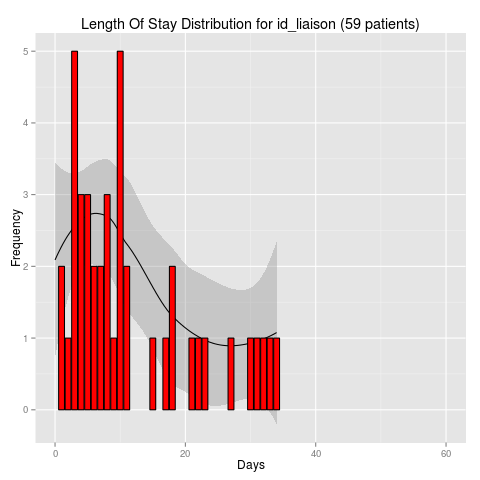 Length Of Stay Distribution for id_liaison (59 patients)
5
4
3
2
1
0
Frequency
0 20 40 60
Days